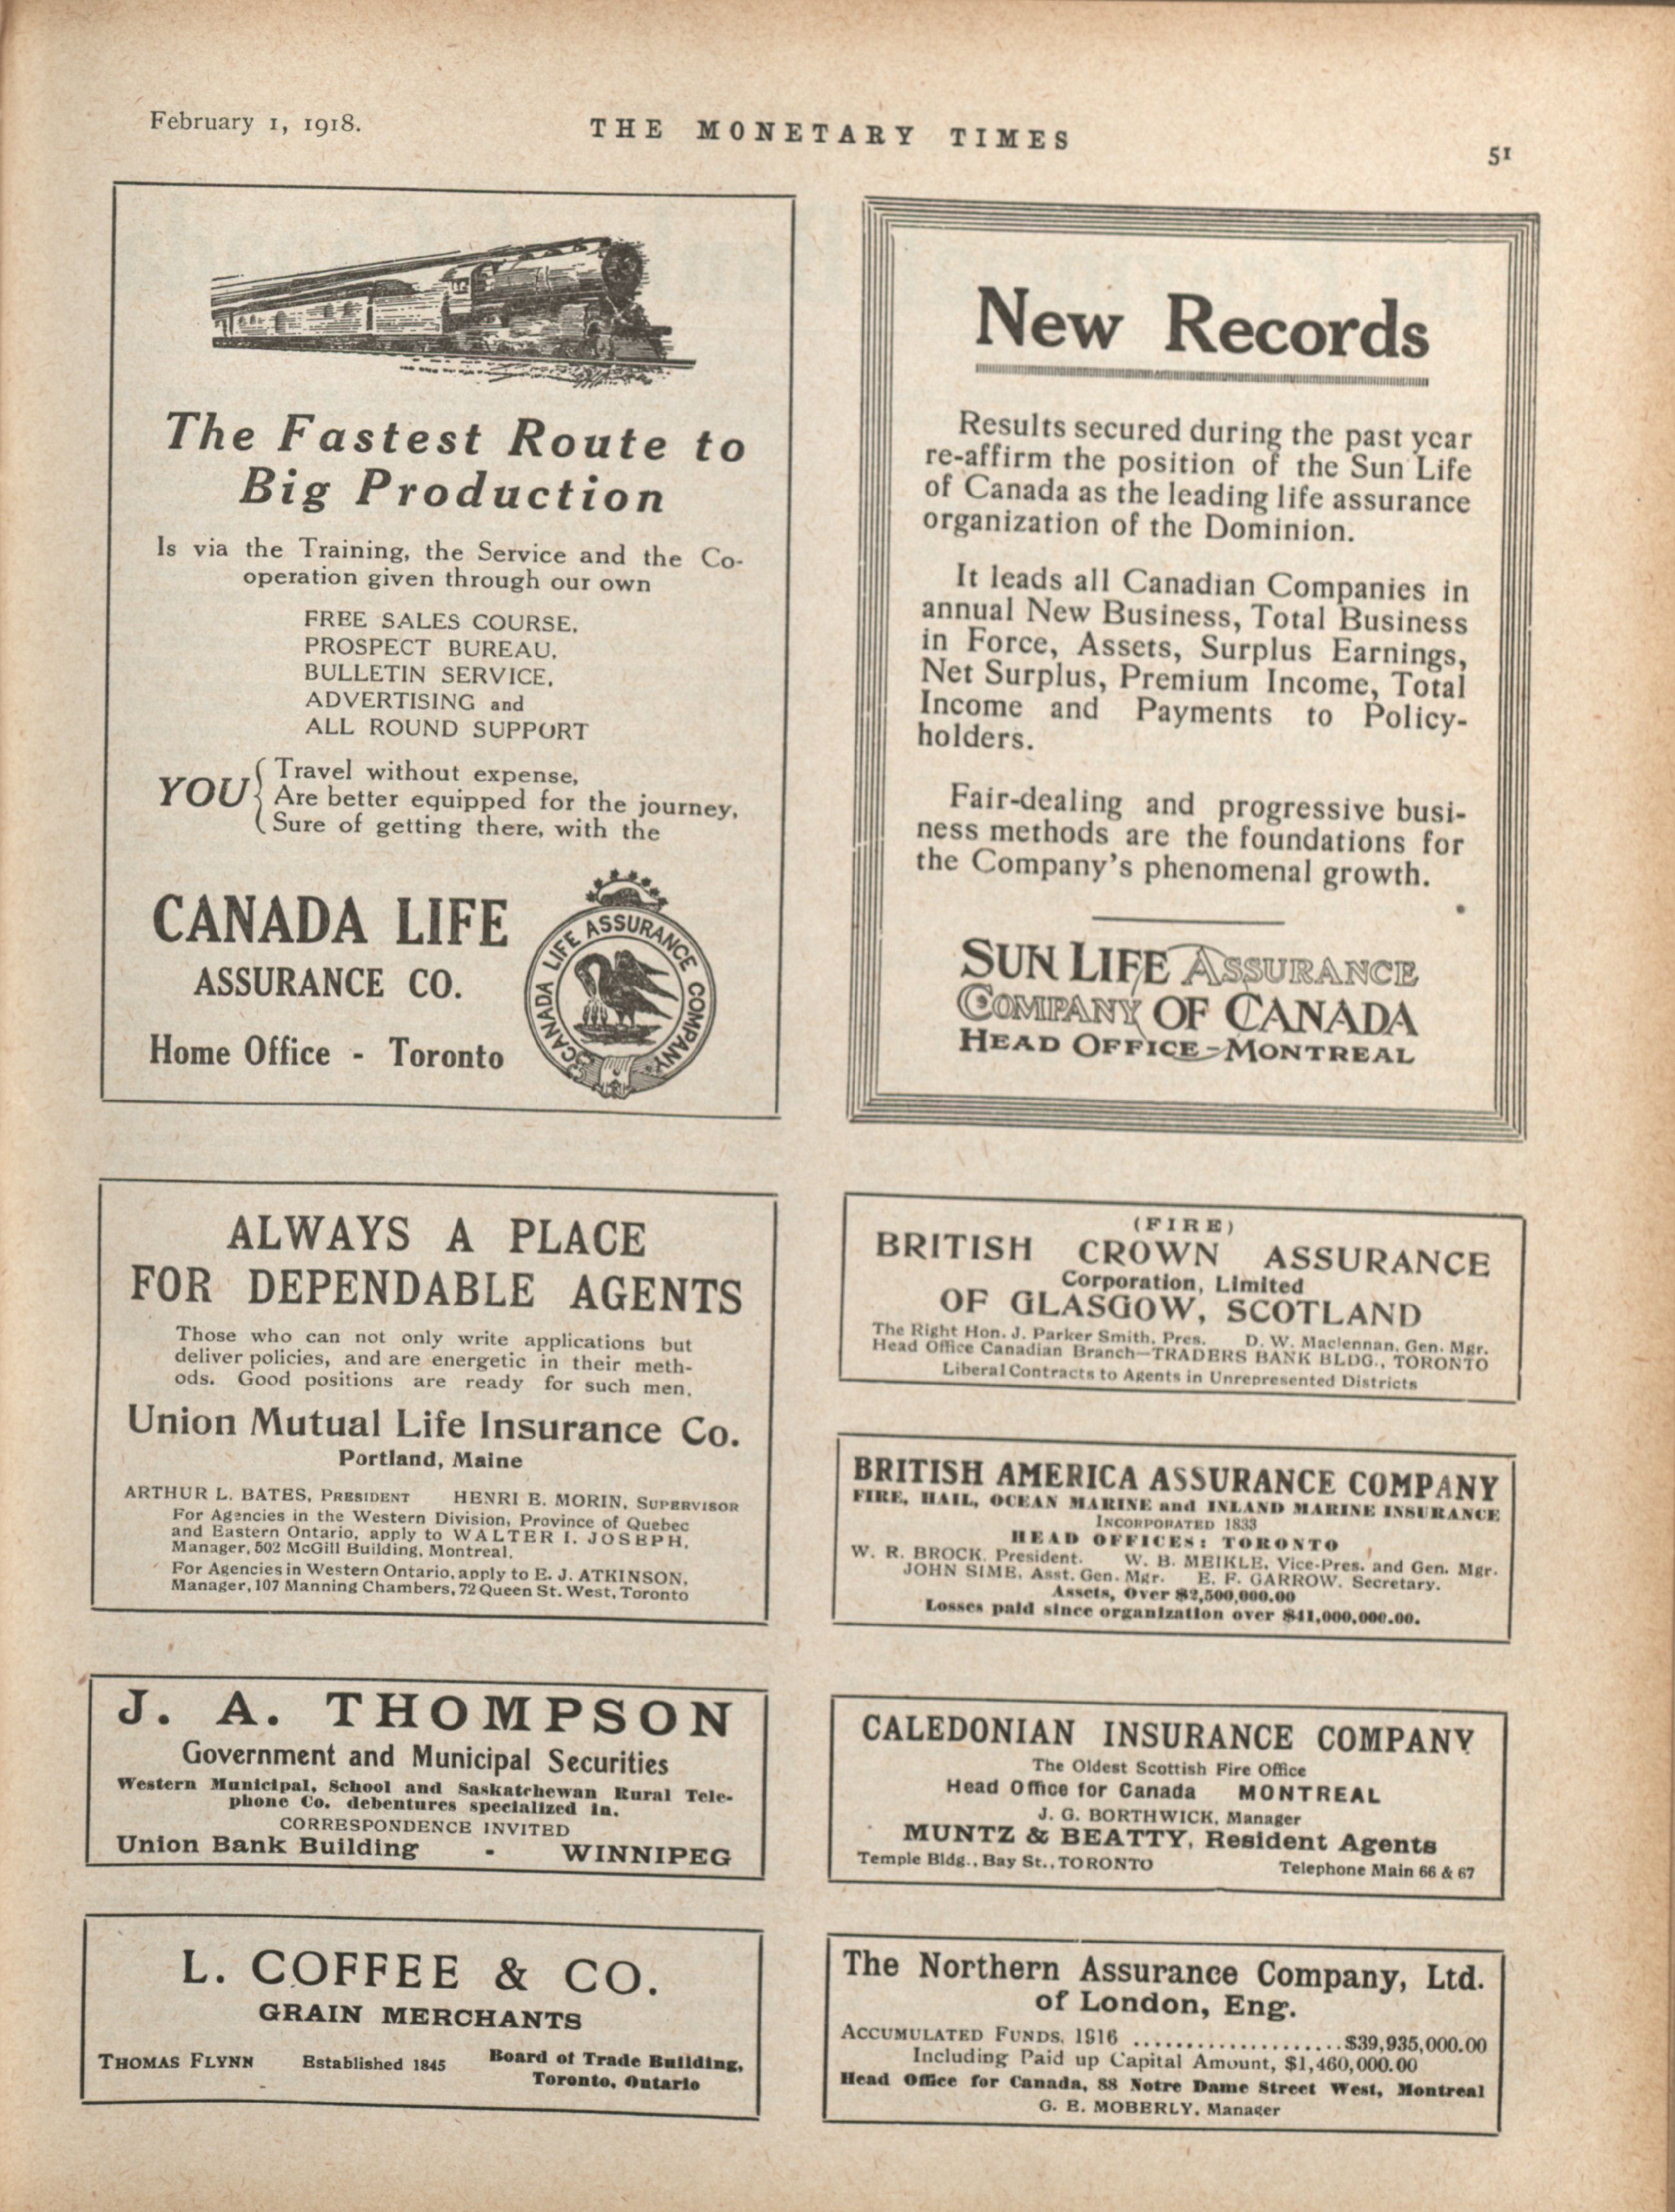 February 1, 1918.
THE MONETARY TIMES
51
The Fastest Route to
Big Production
Is via the Training, the Service and the Co-
operation given through our own
FREE SALES COURSE,
PROSPECT BUREAU,
BULLETIN SERVICE,
ADVERTISING and
ALL ROUND SUPPORT
YOU
Travel without expense,
Are better equipped for the journey,
Sure of getting there, with the
CANADA LIFE
ASSURANCE CO.
Home Office - Toronto
CANADA LIFE ASSURANCE COMPANY
New Records
Results secured during the past year
re-affirm the position of the Sun Life
of Canada as the leading life assurance
organization of the Dominion.
It leads all Canadian Companies in
annual New Business, Total Business
in Force, Assets, Surplus Earnings,
Net Surplus, Premium Income, Total
Income and Payments to Policy-
holders.
Fair-dealing and progressive busi-
ness methods are the foundations for
the Company's phenomenal growth.
SUN LIFE ASSURANCE
COMPANY OF CANADA
HEAD OFFICE-MONTREAL
ALWAYS A PLACE
FOR DEPENDABLE AGENTS
Those who can not only write applications but
deliver policies, and are energetic in their meth-
ods. Good positions are ready for such men.
Union Mutual Life Insurance Co.
Portland, Maine
ARTHUR L. BATES, PRESIDENT HENRI E. MORIN, SUPERVISOR
For Agencies in the Western Division, Province of Quebec
and Eastern Ontario, apply to WALTER I. JOSEPH,
Manager, 502 McGill Building, Montreal.
For Agencies in Western Ontario, apply to E. J. ATKINSON,
Manager, 107 Manning Chambers, 72 Queen St. West, Toronto
(FIRE)
BRITISH CROWN ASSURANCE
Corporation, Limited
OF GLASGOW, SCOTLAND
The Right Hon. J. Parker Smith, Pres. D. W. Maclennan, Gen. Mgr.
Head Office Canadian Branch—TRADERS BANK BLDG., TORONTO
Liberal Contracts to Agents in Unrepresented Districts
BRITISH AMERICA ASSURANCE COMPANY
FIRE, HAIL, OCEAN MARINE and INLAND MARINE INSURANCE
INCORPORATED 1833
HEAD OFFICES: TORONTO
W. R. BROCK, President. W. B. MEIKLE, Vice-Pres. and Gen. Mgr.
JOHN SIME, Asst. Gen. Mgr. E. F. GARROW, Secretary.
Assets, Over $2,500,000.00
Losses paid since organization over $41,000,000.00.
J. A. THOMPSON
Government and Municipal Securities
Western Municipal, School and Saskatchewan Rural Tele-
phone Co. debentures specialized in.
CORRESPONDENCE INVITED
Union Bank Building - WINNIPEG
CALEDONIAN INSURANCE COMPANY
The Oldest Scottish Fire Office
Head Office for Canada MONTREAL
J. G. BORTHWICK, Manager
MUNTZ & BEATTY, Resident Agents
Temple Bldg., Bay St., TORONTO Telephone Main 66 & 67
L. COFFEE & CO.
GRAIN MERCHANTS
THOMAS FLYNN Established 1845 Board of Trade Building,
Toronto, Ontario
The Northern Assurance Company, Ltd.
of London, Eng.
ACCUMULATED FUNDS, 1916 ....................$39,935,000.00
Including Paid up Capital Amount, $1,460,000.00
Head Office for Canada, 88 Notre Dame Street West, Montreal
G. E. MOBERLY, Manager